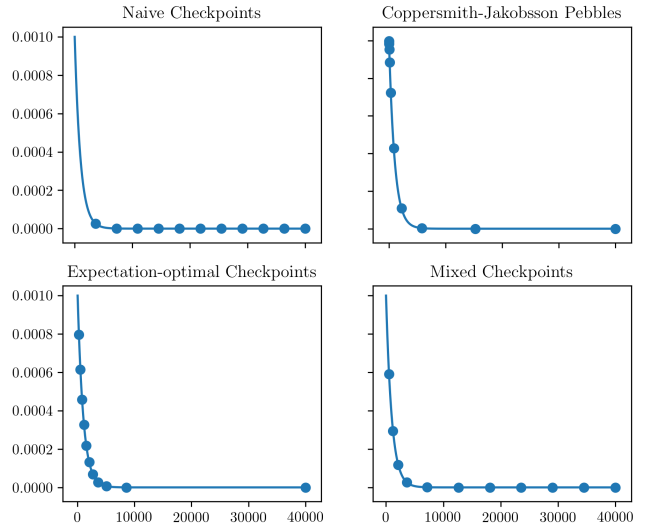 Naive Checkpoints
Coppersmith-Jakobsson Pebbles
0.0010
0.0008
0.0006
0.0004
0.0002
0.0000
Expectation-optimal Checkpoints
Mixed Checkpoints
0.0010
0.0008
0.0006
0.0004
0.0002
0.0000
0 10000 20000 30000 40000
0 10000 20000 30000 40000